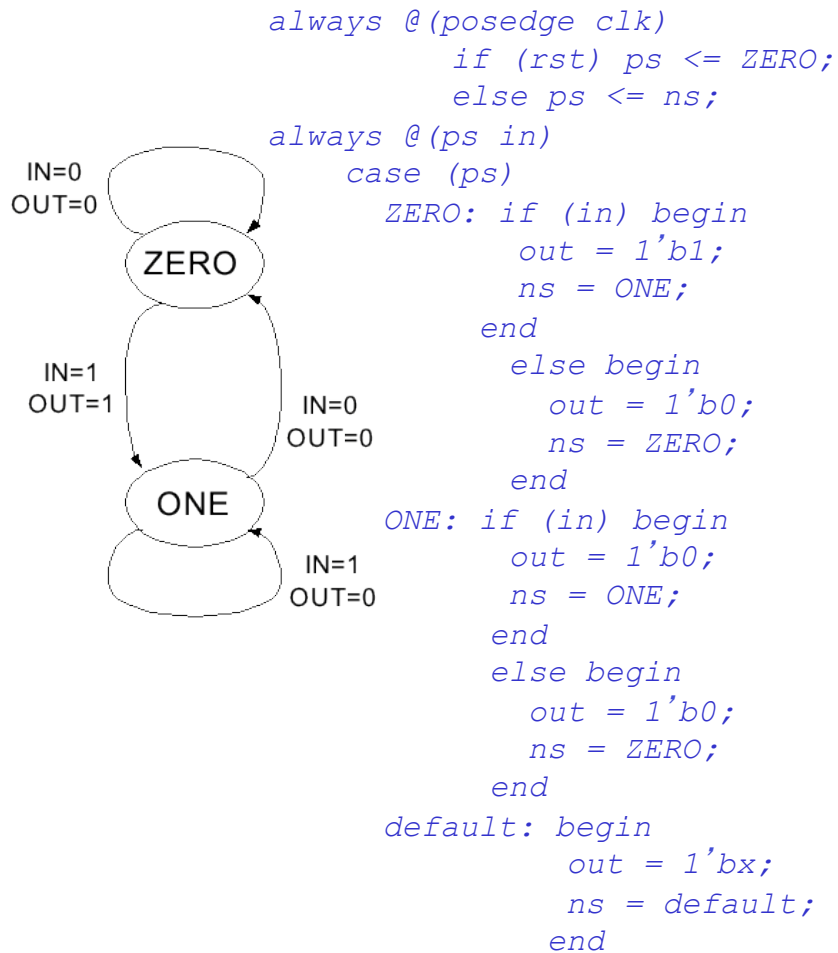 always @(posedge clk)
if (rst) ps <= ZERO;
else ps <= ns;
always @(ps in)
case (ps)
ZERO: if (in) begin
out = 1’b1;
ns = ONE;
end
else begin
out = 1’b0;
ns = ZERO;
end
ONE: if (in) begin
out = 1’b0;
ns = ONE;
end
else begin
out = 1’b0;
ns = ZERO;
end
default: begin
out = 1’bx;
ns = default;
end
IN=0
OUT=0
ZERO
IN=1
OUT=1
IN=0
OUT=0
ONE
IN=1
OUT=0